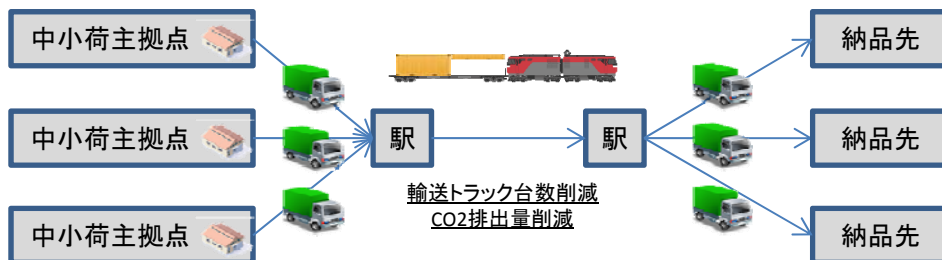 中小荷主拠点
納品先
中小荷主拠点
駅
駅
納品先
輸送トラック台数削減
CO2排出量削減
中小荷主拠点
納品先